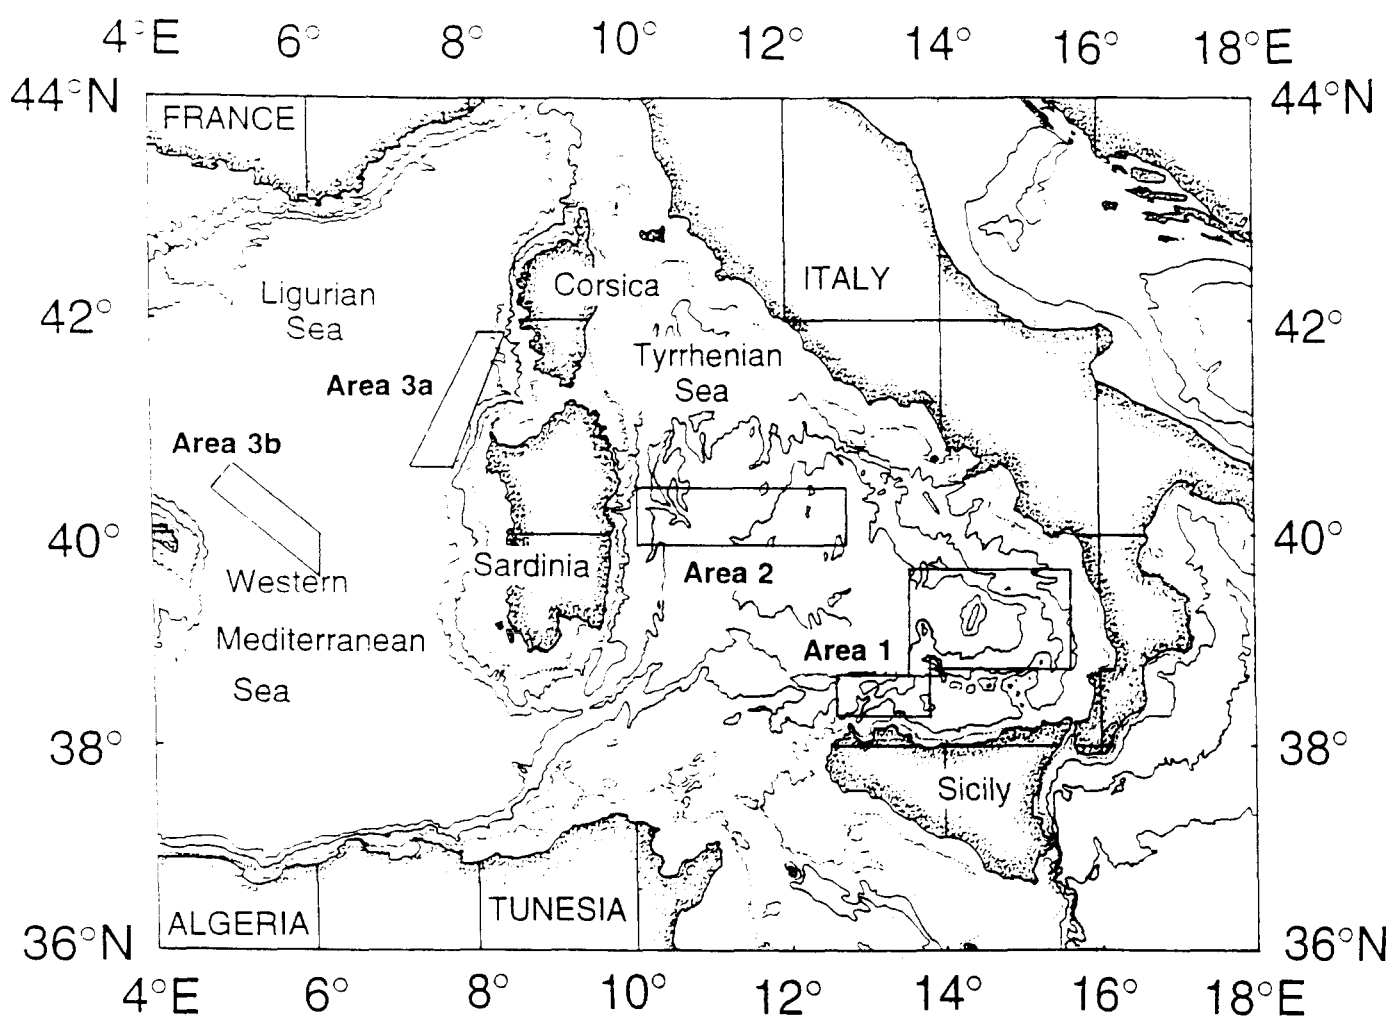 4°E 6° 8° 10° 12° 14° 16° 18°E
44°N 44°N
FRANCE
Ligurian
Sea
Corsica
ITALY
42° 42°
Tyrrhenian
Sea
Area 3a
Area 3b
40° 40°
Sardinia
Area 2
Western
Mediterranean
Sea
Area 1
38° 38°
Sicily
ALGERIA
TUNESIA
36°N 36°N
4°E 6° 8° 10° 12° 14° 16° 18°E